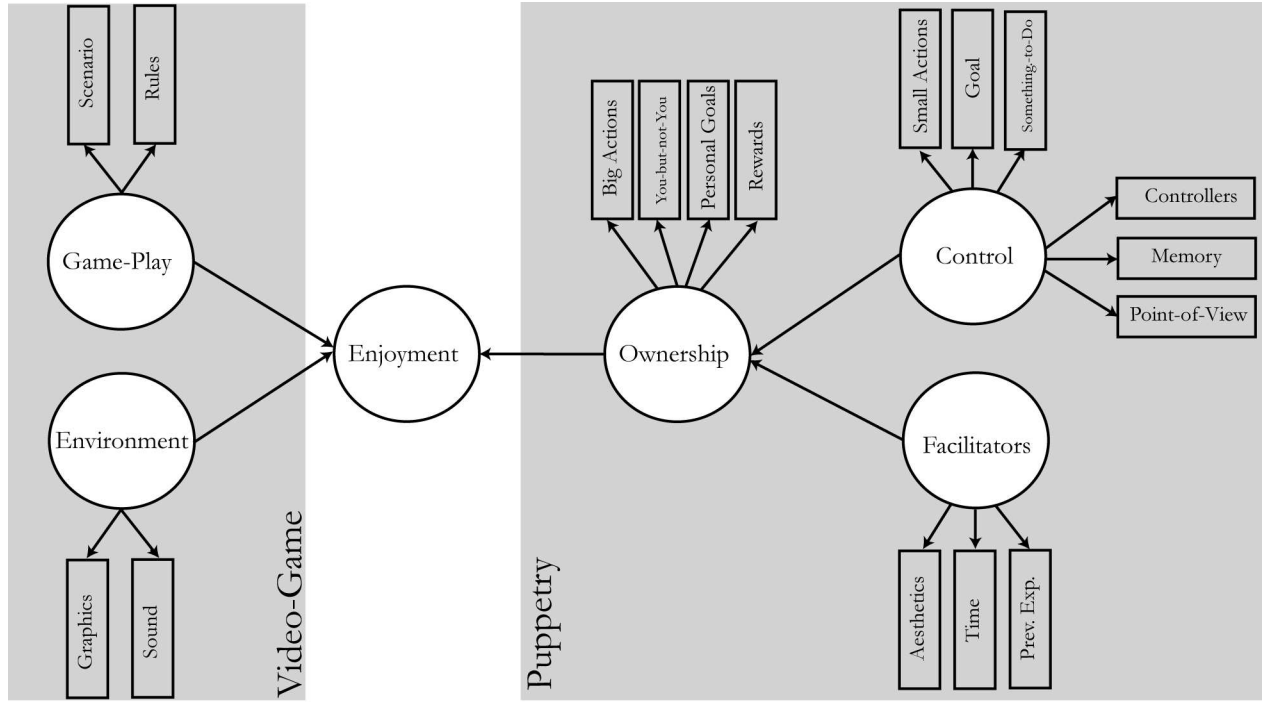 Scenario
Rules
Game-Play
Environment
Graphics
Sound
Video-Game
Enjoyment
Puppetry
Big Actions
You-but-not-You
Personal Goals
Rewards
Ownership
Small Actions
Goal
Something.-to-Do
Control
Controllers
Memory
Point-of-View
Facilitators
Aesthetics
Time
Prev. Exp.